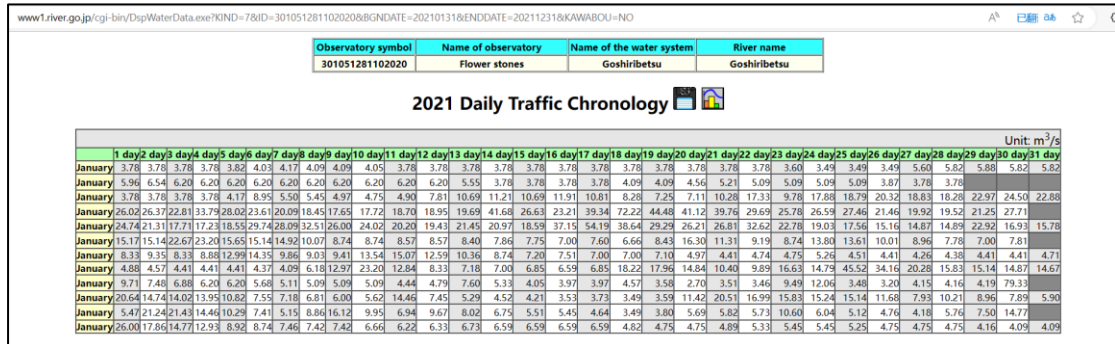 www1.river.go.jp/cgi-bin/DspWaterData.exe?KIND=7&ID=301051281102020&BGNDATE=20210131&ENDDATE=20211231&KAWABOU=NO
Observatory symbol Name of observatory Name of the water system River name
301051281102020 Flower stones Goshiribetsu Goshiribetsu
2021 Daily Traffic Chronology
Unit: m³/s
1 day 2 day 3 day 4 day 5 day 6 day 7 day 8 day 9 day 10 day 11 day 12 day 13 day 14 day 15 day 16 day 17 day 18 day 19 day 20 day 21 day 22 day 23 day 24 day 25 day 26 day 27 day 28 day 29 day 30 day 31 day
January 3.78 3.78 3.78 3.78 3.82 4.03 4.17 4.09 4.09 4.05 3.78 3.78 3.78 3.78 3.78 3.78 3.78 3.78 3.78 3.78 3.78 3.78 3.60 3.49 3.49 3.49 5.60 5.82 5.88 5.82 5.82
January 5.96 6.54 6.20 6.20 6.20 6.20 6.20 6.20 6.20 6.20 6.20 6.20 5.55 3.78 3.78 3.78 3.78 4.09 4.09 4.56 5.21 5.09 5.09 5.09 5.09 3.87 3.78 3.78
January 3.78 3.78 3.78 3.78 4.17 8.95 5.50 5.45 4.97 4.75 4.90 7.81 10.69 11.21 10.69 11.91 10.81 8.28 7.25 7.11 10.28 17.33 9.78 17.88 18.79 20.32 18.83 18.28 22.97 24.50 22.88
January 26.02 26.37 22.81 33.79 28.02 23.61 20.09 18.45 17.65 17.72 18.70 18.95 19.69 41.68 26.63 23.21 39.34 72.22 44.48 41.12 39.76 29.69 25.78 26.59 27.46 21.46 19.92 19.52 21.25 27.71
January 24.74 21.31 17.71 17.23 18.55 29.74 28.09 32.51 26.00 24.02 20.20 19.43 21.45 20.97 18.59 37.15 54.19 38.64 29.29 26.21 26.81 32.62 22.78 19.03 17.56 15.16 14.87 14.89 22.92 16.93 15.78
January 15.17 15.14 22.67 23.20 15.65 15.14 14.92 10.07 8.74 8.74 8.57 8.57 8.40 7.86 7.75 7.00 7.60 6.66 8.43 16.30 11.31 9.19 8.74 13.80 13.61 10.01 8.96 7.78 7.00 7.81
January 8.33 9.35 8.33 8.88 12.99 14.35 9.86 9.03 9.41 13.54 15.07 12.59 10.36 8.74 7.20 7.51 7.00 7.00 7.10 4.97 4.41 4.74 4.75 5.26 4.51 4.41 4.26 4.38 4.41 4.41 4.71
January 4.88 4.57 4.41 4.41 4.41 4.37 4.09 6.18 12.97 23.20 12.84 8.33 7.18 7.00 6.85 6.59 6.85 18.22 17.96 14.84 10.40 9.89 16.63 14.79 45.52 34.16 20.28 15.83 15.14 14.87 14.67
January 9.71 7.48 6.88 6.20 6.20 5.68 5.11 5.09 5.09 5.09 4.44 4.79 7.60 5.33 4.05 3.97 3.97 4.57 3.58 2.70 3.51 3.46 9.49 12.06 3.48 3.20 4.15 4.16 4.19 79.33
January 20.64 14.74 14.02 13.95 10.82 7.55 7.18 6.81 6.00 5.62 14.46 7.45 5.29 4.52 4.21 3.53 3.73 3.49 3.59 11.42 20.51 16.99 15.83 15.24 15.14 11.68 7.93 10.21 8.96 7.89 5.90
January 5.47 21.24 21.43 14.46 10.29 7.41 5.15 8.86 16.12 9.95 6.94 9.67 8.02 6.75 5.51 5.45 4.64 3.49 3.80 5.69 5.82 5.73 10.60 6.04 5.12 4.76 4.18 5.76 7.50 14.77
January 26.00 17.86 14.77 12.93 8.92 8.74 7.46 7.42 7.42 6.66 6.22 6.33 6.73 6.59 6.59 6.59 6.59 4.82 4.75 4.75 4.89 5.33 5.45 5.45 5.25 4.75 4.75 4.75 4.16 4.09 4.09